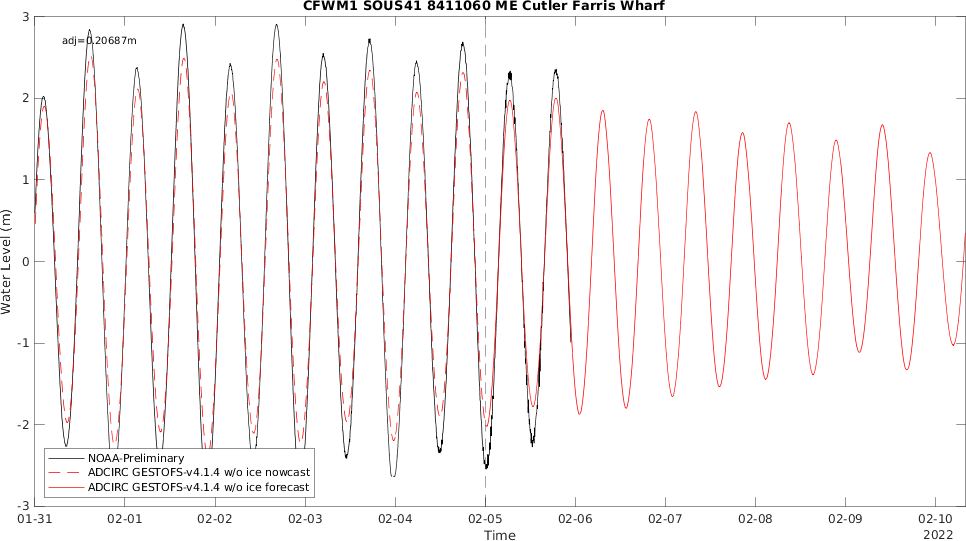 CFWM1 SOUS41 8411060 ME Cutler Farris Wharf
adj=0.20687m
3
2
1
0
-1
-2
-3
Water Level (m)
NOAA-Preliminary
ADCIRC GESTOFS-v4.1.4 w/o ice nowcast
ADCIRC GESTOFS-v4.1.4 w/o ice forecast
01-31 02-01 02-02 02-03 02-04 02-05 02-06 02-07 02-08 02-09 02-10
Time
2022